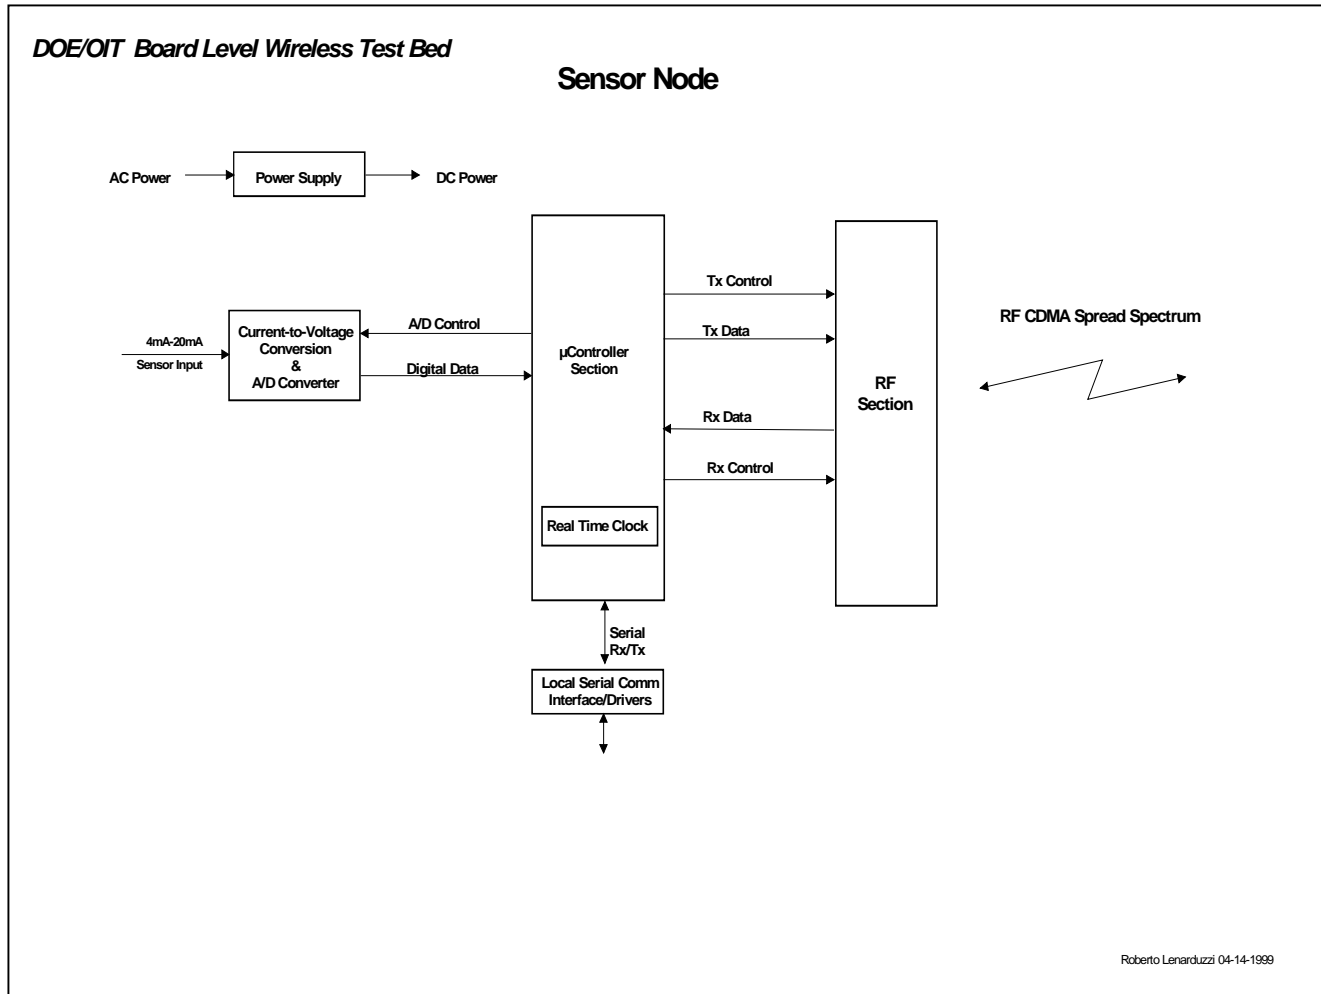 DOE/OIT Board Level Wireless Test Bed
Sensor Node
AC Power
Power Supply
DC Power
4mA-20mA
Sensor Input
Current-to-Voltage
Conversion
&
A/D Converter
A/D Control
Digital Data
µController
Section
Real Time Clock
Tx Control
Tx Data
Rx Data
Rx Control
RF
Section
RF CDMA Spread Spectrum
Serial
Rx/Tx
Local Serial Comm
Interface/Drivers
Roberto Lenarduzzi 04-14-1999